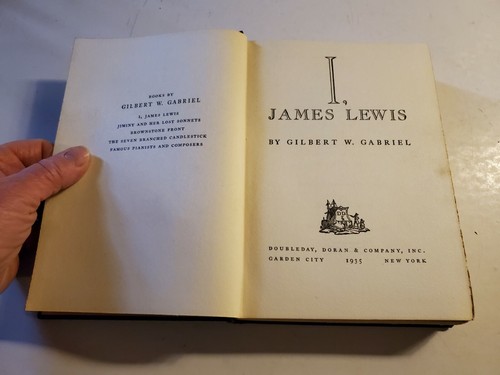 BOOKS BY
GILBERT W. GABRIEL
I, JAMES LEWIS
JIMINY AND HER LOST SONNETS
BROWNSTONE FRONT
THE SEVEN BRANCHED CANDLESTICK
FAMOUS PIANISTS AND COMPOSERS
I,
JAMES LEWIS
BY GILBERT W. GABRIEL
DOUBLEDAY, DORAN & COMPANY, INC.
GARDEN CITY 1935 NEW YORK